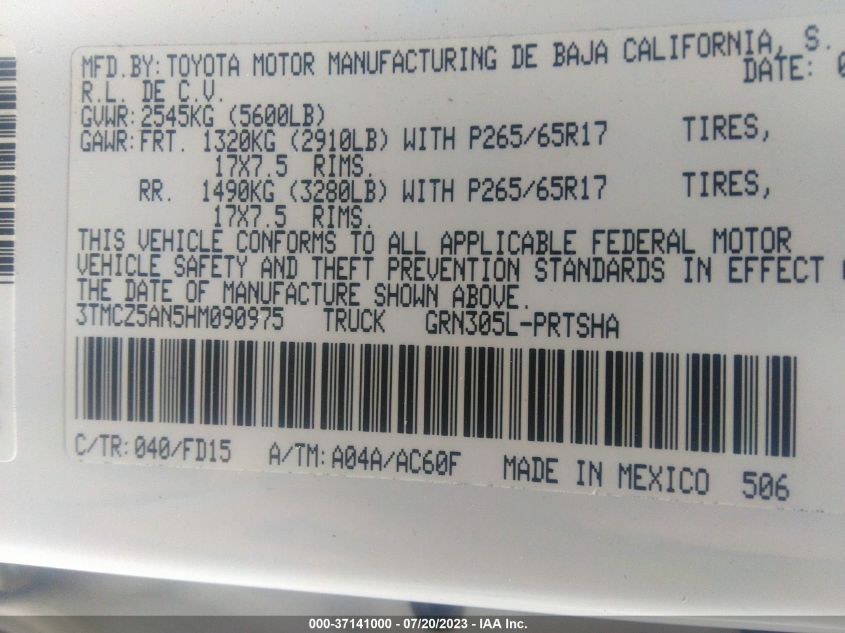 MFD.BY:TOYOTA MOTOR MANUFACTURING DE BAJA CALIFORNIA, S.
R.L. DE C.V. DATE: 0
GVWR:2545KG (5600LB)
GAWR:FRT. 1320KG (2910LB) WITH P265/65R17 TIRES,
17X7.5 RIMS.
RR. 1490KG (3280LB) WITH P265/65R17 TIRES,
17X7.5 RIMS.
THIS VEHICLE CONFORMS TO ALL APPLICABLE FEDERAL MOTOR
VEHICLE SAFETY AND THEFT PREVENTION STANDARDS IN EFFECT
THE DATE OF MANUFACTURE SHOWN ABOVE.
3TMCZ5AN5HM090975 TRUCK GRN305L-PRTSHA
C/TR:040/FD15 A/TM:A04A/AC60F MADE IN MEXICO 506
000-37141000 - 07/20/2023 - IAA Inc.